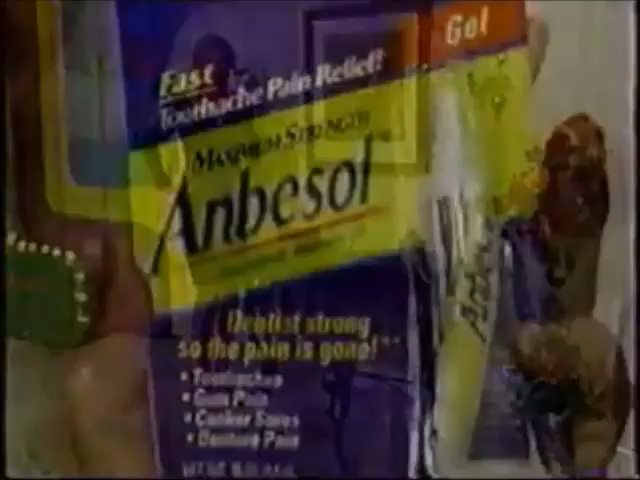 Gel
Fast
Toothache Pain Relief!
MAXIMUM STRENGTH
Anbesol
Dentist strong
so the pain is gone!**
• Toothache
• Gum Pain
• Canker Sores
• Denture Pain